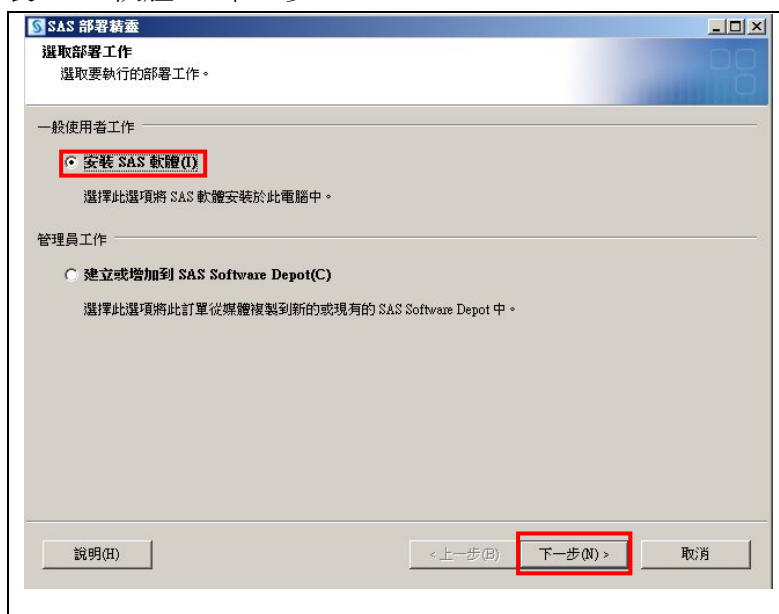 SAS 部署精靈
選取部署工作
選取要執行的部署工作。
一般使用者工作
安裝 SAS 軟體(I)
選擇此選項將 SAS 軟體安裝於此電腦中。
管理員工作
建立或增加到 SAS Software Depot(C)
選擇此選項將此訂單從媒體複製到新的或現有的 SAS Software Depot 中。
說明(H)
<上一步(B)
下一步(N) >
取消